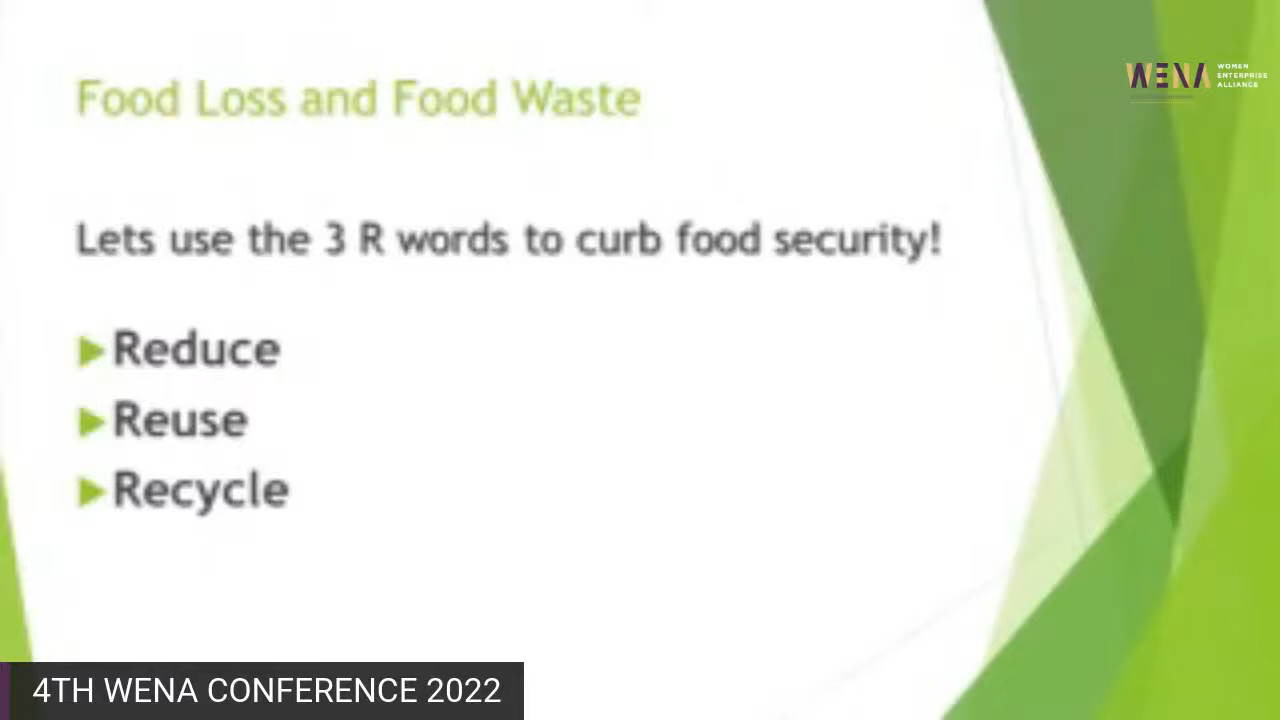 Food Loss and Food Waste
WENA
WOMEN
ENTERPRISE
ALLIANCE
Lets use the 3 R words to curb food security!
Reduce
Reuse
Recycle
4TH WENA CONFERENCE 2022